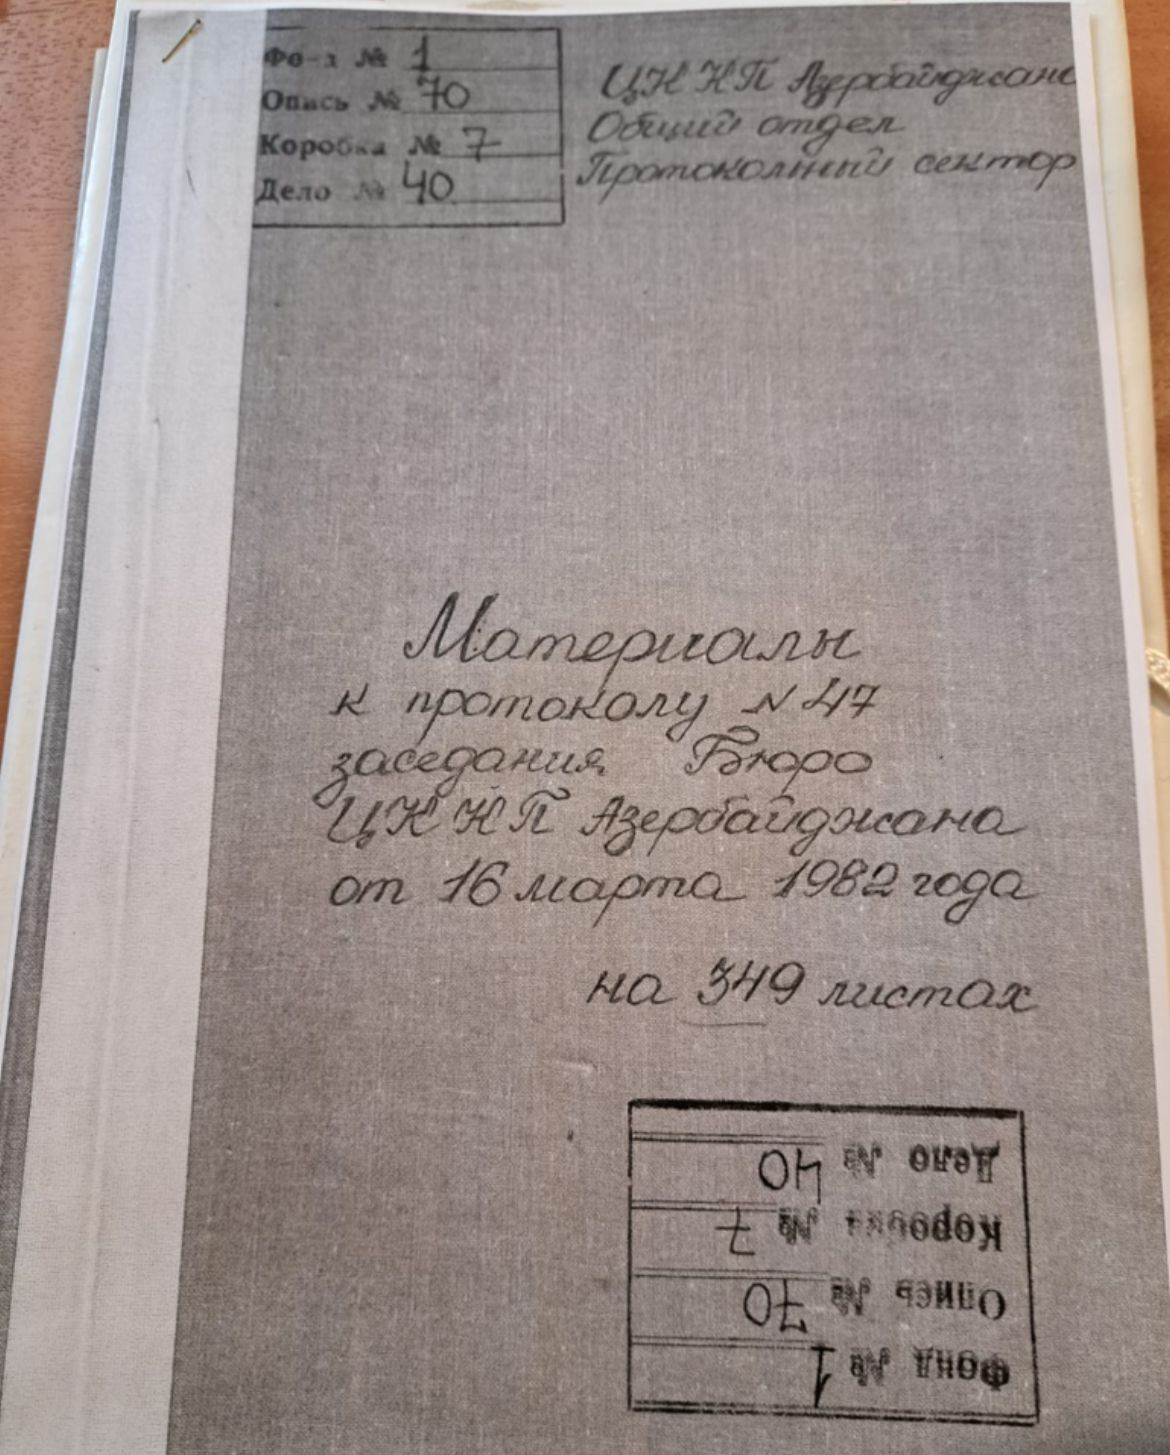 Фонд № 1
Опись № 70
Коробка № 7
Дело № 40
ЦК КП Азербайджана
Общий отдел
Протокольный сектор
Материалы
к протоколу N 47
заседания Бюро
ЦК КП Азербайджана
от 16 марта 1982 года
на 349 листах
Фонд № 1
Опись № 70
Коробка № 7
Дело № 40